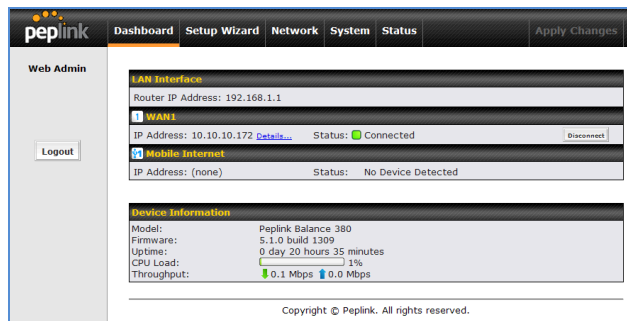 peplink
Dashboard Setup Wizard Network System Status Apply Changes
Web Admin
Logout
LAN Interface
Router IP Address: 192.168.1.1
1 WAN1
IP Address: 10.10.10.172 Details... Status: Connected Disconnect
Mobile Internet
IP Address: (none) Status: No Device Detected
Device Information
Model: Peplink Balance 380
Firmware: 5.1.0 build 1309
Uptime: 0 day 20 hours 35 minutes
CPU Load: 1%
Throughput: 0.1 Mbps 0.0 Mbps
Copyright © Peplink. All rights reserved.